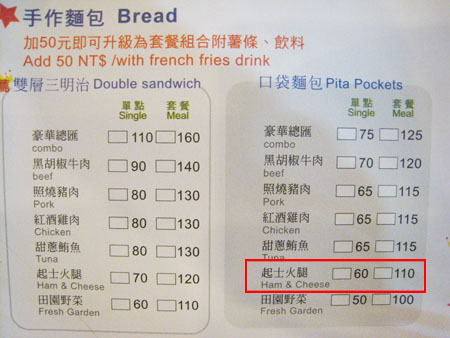 手作麵包 Bread
加50元即可升級為套餐組合附薯條、飲料
Add 50 NT$ /with french fries drink
雙層三明治 Double sandwich
單點 套餐
Single Meal
豪華總匯 110 160
combo
黑胡椒牛肉 90 140
beef
照燒豬肉 80 130
Pork
紅酒雞肉 80 130
Chicken
甜蔥鮪魚 80 130
Tuna
起士火腿 70 120
Ham & Cheese
田園野菜 60 110
Fresh Garden
口袋麵包 Pita Pockets
單點 套餐
Single Meal
豪華總匯 75 125
combo
黑胡椒牛肉 70 120
beef
照燒豬肉 65 115
Pork
紅酒雞肉 65 115
Chicken
甜蔥鮪魚 65 115
Tuna
起士火腿 60 110
Ham & Cheese
田園野菜 50 100
Fresh Garden